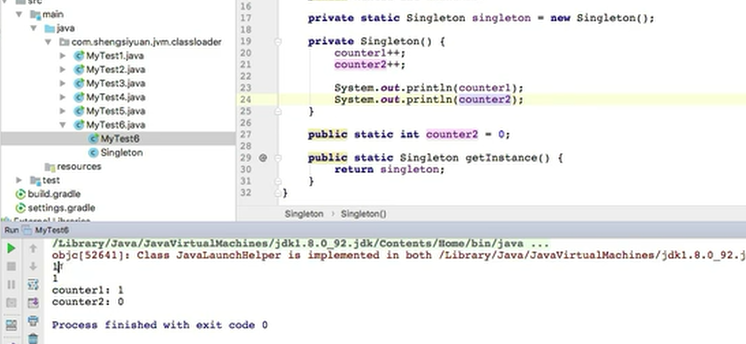 src
main
java
com.shengsiyuan.jvm.classloader
MyTest1.java
MyTest2.java
MyTest3.java
MyTest4.java
MyTest5.java
MyTest6.java
MyTest6
Singleton
resources
test
build.gradle
settings.gradle
External Libraries
16
17 private static Singleton singleton = new Singleton();
18
19 private Singleton() {
20 counter1++;
21 counter2++;
22
23 System.out.println(counter1);
24 System.out.println(counter2);
25 }
26
27 public static int counter2 = 0;
28
29 @ public static Singleton getInstance() {
30 return singleton;
31 }
32 }
Singleton › Singleton()
Run MyTest6
/Library/Java/JavaVirtualMachines/jdk1.8.0_92.jdk/Contents/Home/bin/java ...
objc[52641]: Class JavaLaunchHelper is implemented in both /Library/Java/JavaVirtualMachines/jdk1.8.0_92.j
1
1
counter1: 1
counter2: 0
Process finished with exit code 0